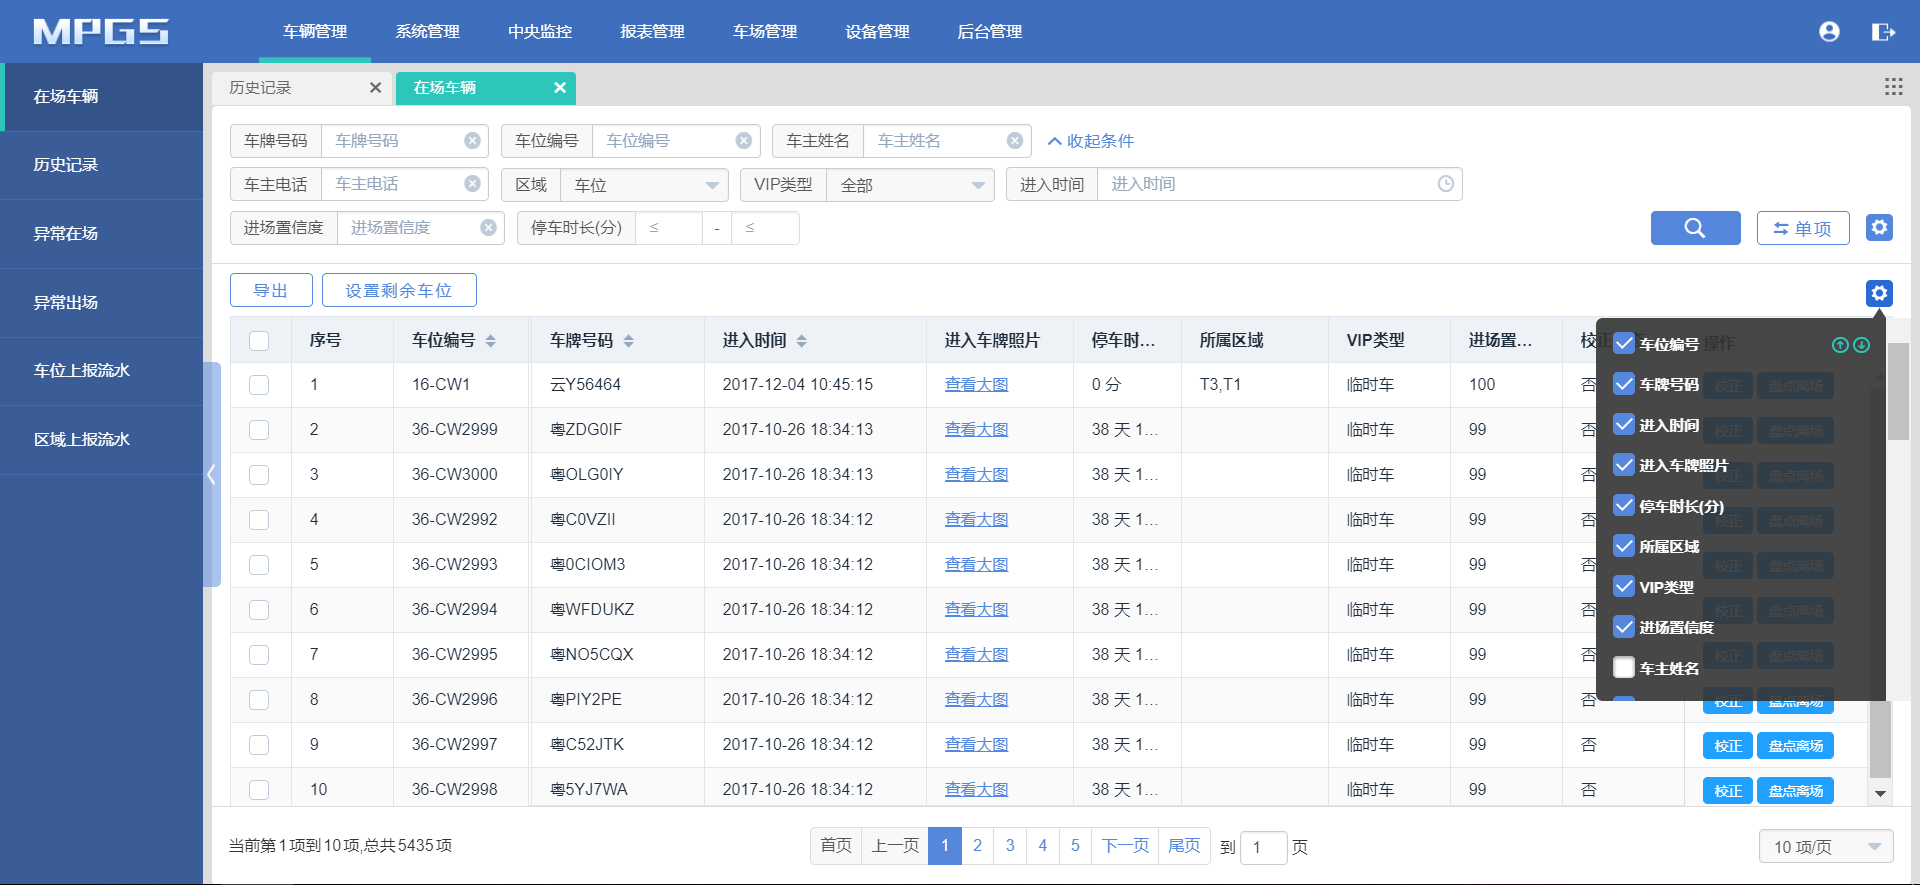 MPGS 车辆管理 系统管理 中央监控 报表管理 车场管理 设备管理 后台管理
在场车辆
历史记录
异常在场
异常出场
车位上报流水
区域上报流水
历史记录 在场车辆
车牌号码 车牌号码 车位编号 车位编号 车主姓名 车主姓名 收起条件
车主电话 车主电话 区域 车位 VIP类型 全部 进入时间 进入时间
进场置信度 进场置信度 停车时长(分) ≤ - ≤ 单项
导出 设置剩余车位
序号 车位编号 车牌号码 进入时间 进入车牌照片 停车时... 所属区域 VIP类型 进场置... 校正 操作
1 16-CW1 云Y56464 2017-12-04 10:45:15 查看大图 0 分 T3,T1 临时车 100 否 校正 盘点离场
2 36-CW2999 粤ZDG0IF 2017-10-26 18:34:13 查看大图 38 天 1... 临时车 99 否 校正 盘点离场
3 36-CW3000 粤OLG0IY 2017-10-26 18:34:13 查看大图 38 天 1... 临时车 99 否 校正 盘点离场
4 36-CW2992 粤C0VZII 2017-10-26 18:34:12 查看大图 38 天 1... 临时车 99 否 校正 盘点离场
5 36-CW2993 粤0CIOM3 2017-10-26 18:34:12 查看大图 38 天 1... 临时车 99 否 校正 盘点离场
6 36-CW2994 粤WFDUKZ 2017-10-26 18:34:12 查看大图 38 天 1... 临时车 99 否 校正 盘点离场
7 36-CW2995 粤NO5CQX 2017-10-26 18:34:12 查看大图 38 天 1... 临时车 99 否 校正 盘点离场
8 36-CW2996 粤PIY2PE 2017-10-26 18:34:12 查看大图 38 天 1... 临时车 99 否 校正 盘点离场
9 36-CW2997 粤C52JTK 2017-10-26 18:34:12 查看大图 38 天 1... 临时车 99 否 校正 盘点离场
10 36-CW2998 粤5YJ7WA 2017-10-26 18:34:12 查看大图 38 天 1... 临时车 99 否 校正 盘点离场
车位编号
车牌号码
进入时间
进入车牌照片
停车时长(分)
所属区域
VIP类型
进场置信度
车主姓名
当前第1项到10项,总共5435项 首页 上一页 1 2 3 4 5 下一页 尾页 到 1 页 10 项/页